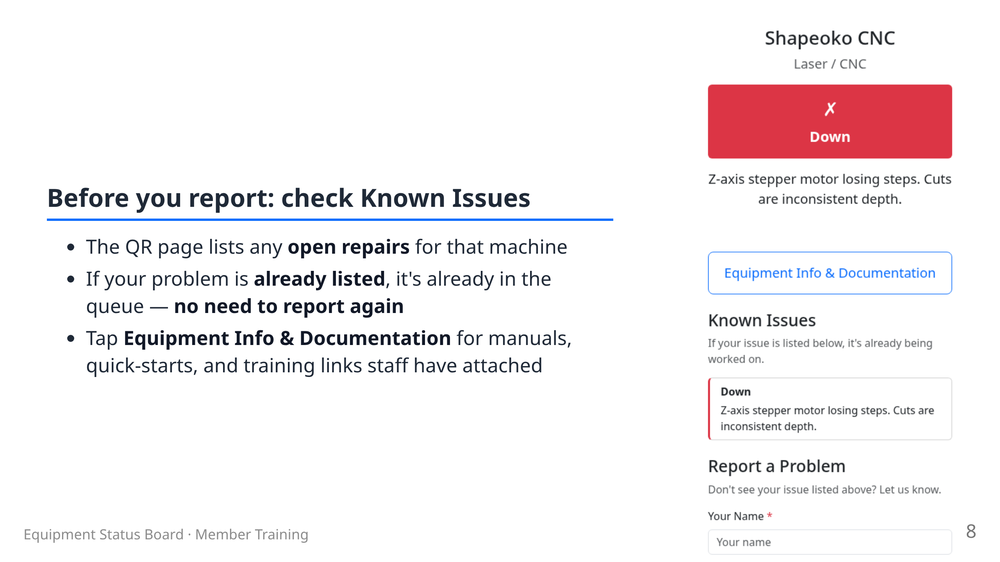 Before you report: check Known Issues
• The QR page lists any open repairs for that machine
• If your problem is already listed, it's already in the
queue — no need to report again
• Tap Equipment Info & Documentation for manuals,
quick-starts, and training links staff have attached
Shapeoko CNC
Laser / CNC
✗
Down
Z-axis stepper motor losing steps. Cuts
are inconsistent depth.
Equipment Info & Documentation
Known Issues
If your issue is listed below, it's already being
worked on.
Down
Z-axis stepper motor losing steps. Cuts are
inconsistent depth.
Report a Problem
Don't see your issue listed above? Let us know.
Your Name *
Your name
Equipment Status Board · Member Training
8